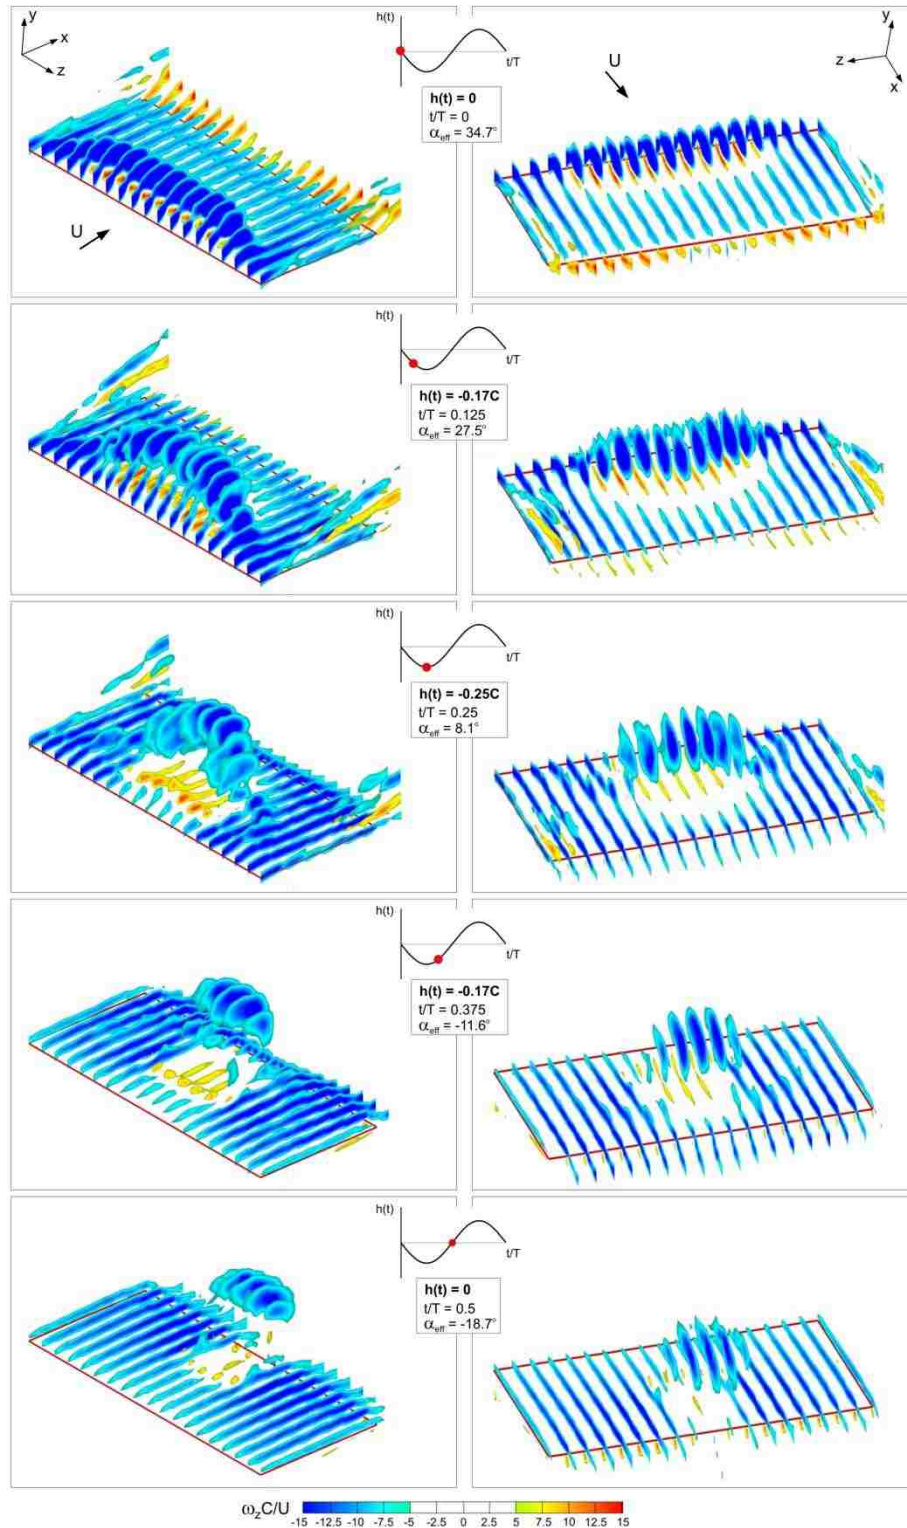 y
x
z
U
h(t)
t/T
h(t) = 0
t/T = 0
αeff = 34.7°
U
y
z
x
h(t)
t/T
h(t) = -0.17C
t/T = 0.125
αeff = 27.5°
h(t)
t/T
h(t) = -0.25C
t/T = 0.25
αeff = 8.1°
h(t)
t/T
h(t) = -0.17C
t/T = 0.375
αeff = -11.6°
h(t)
t/T
h(t) = 0
t/T = 0.5
αeff = -18.7°
ωzC/U
-15 -12.5 -10 -7.5 -5 -2.5 0 2.5 5 7.5 10 12.5 15